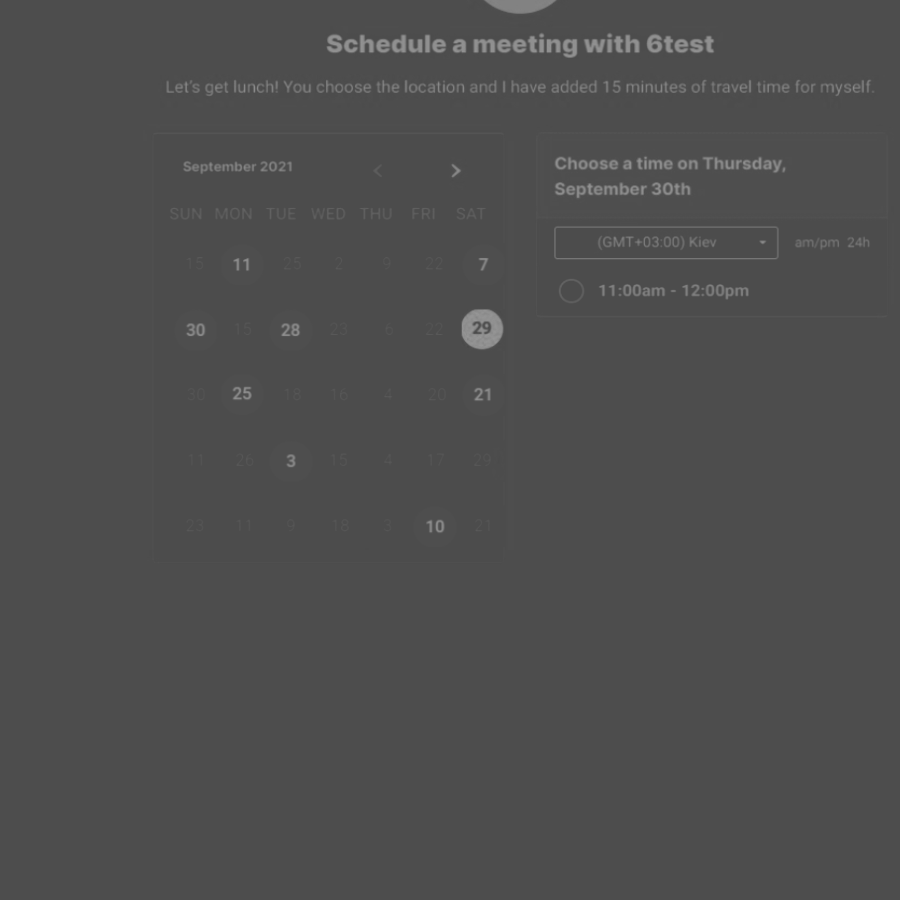 Schedule a meeting with 6test
Let's get lunch! You choose the location and I have added 15 minutes of travel time for myself.
September 2021
SUN MON TUE WED THU FRI SAT
15 11 25 2 9 22 7
30 15 28 23 6 22 29
30 25 18 16 4 20 21
11 26 3 15 4 17 29
23 11 9 18 3 10 21
Choose a time on Thursday,
September 30th
(GMT+03:00) Kiev am/pm 24h
11:00am - 12:00pm